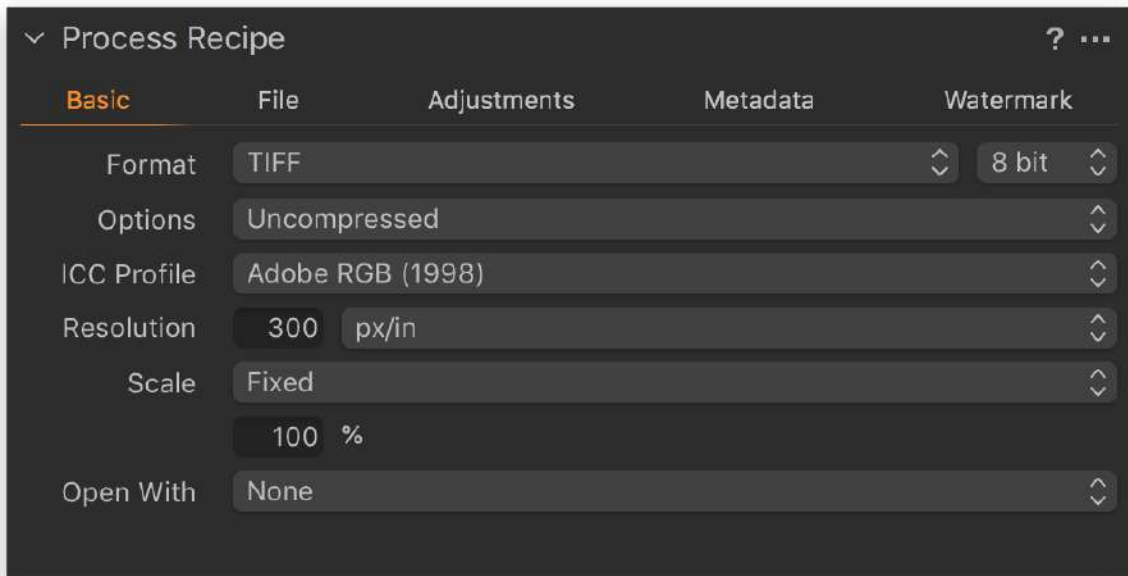 Process Recipe ? ...
Basic File Adjustments Metadata Watermark
Format TIFF 8 bit
Options Uncompressed
ICC Profile Adobe RGB (1998)
Resolution 300 px/in
Scale Fixed
100 %
Open With None